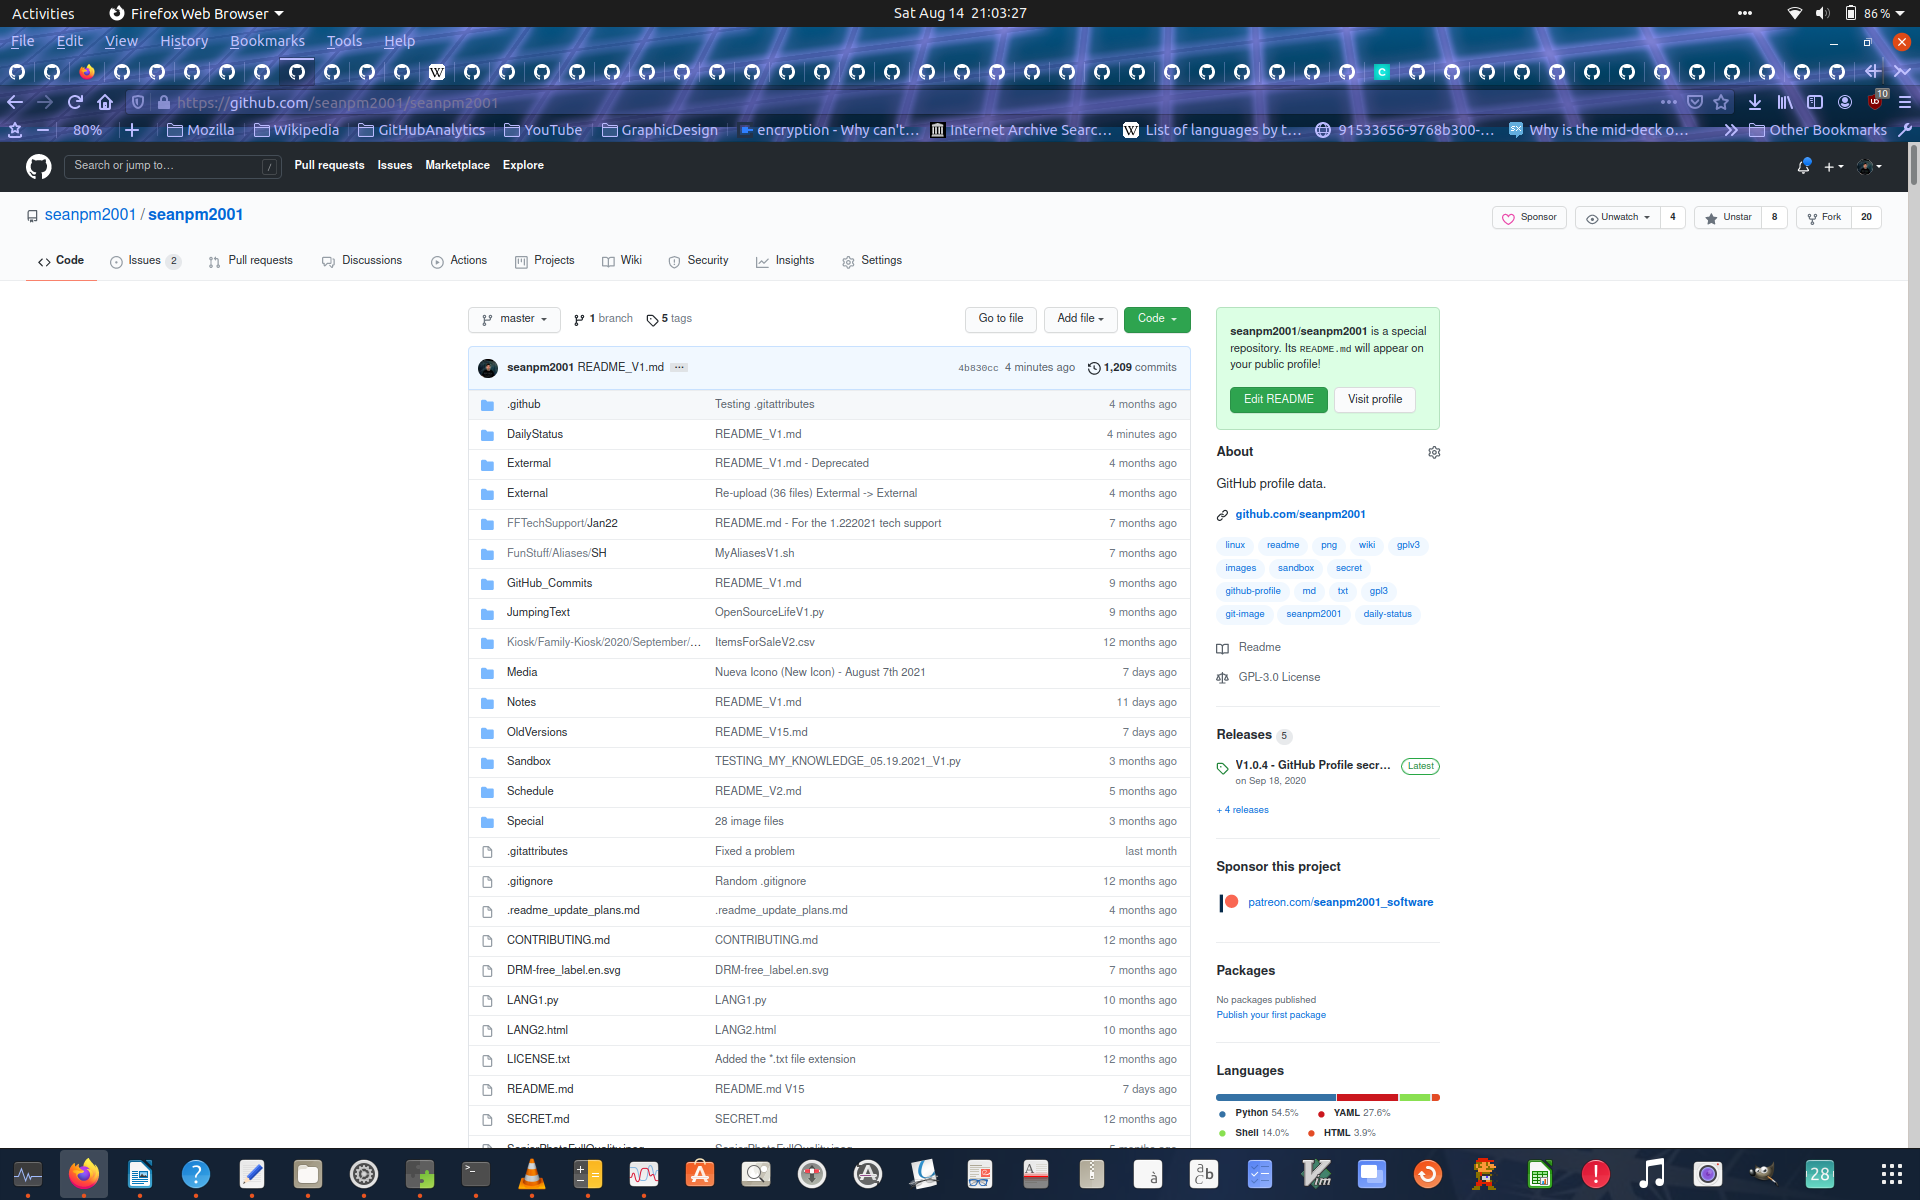 Activities Firefox Web Browser Sat Aug 14 21:03:27 86 %
File Edit View History Bookmarks Tools Help
https://github.com/seanpm2001/seanpm2001 10
80% Mozilla Wikipedia GitHubAnalytics YouTube GraphicDesign encryption - Why can't… Internet Archive Searc… List of languages by t… 91533656-9768b300-… Why is the mid-deck o… Other Bookmarks
Search or jump to… / Pull requests Issues Marketplace Explore
seanpm2001 / seanpm2001 Sponsor Unwatch 4 Unstar 8 Fork 20
Code Issues 2 Pull requests Discussions Actions Projects Wiki Security Insights Settings
master 1 branch 5 tags Go to file Add file Code
seanpm2001 README_V1.md ... 4b830cc 4 minutes ago 1,209 commits
.github Testing .gitattributes 4 months ago
DailyStatus README_V1.md 4 minutes ago
Extermal README_V1.md - Deprecated 4 months ago
External Re-upload (36 files) Extermal -> External 4 months ago
FFTechSupport/Jan22 README.md - For the 1.222021 tech support 7 months ago
FunStuff/Aliases/SH MyAliasesV1.sh 7 months ago
GitHub_Commits README_V1.md 9 months ago
JumpingText OpenSourceLifeV1.py 9 months ago
Kiosk/Family-Kiosk/2020/September/… ItemsForSaleV2.csv 12 months ago
Media Nueva Icono (New Icon) - August 7th 2021 7 days ago
Notes README_V1.md 11 days ago
OldVersions README_V15.md 7 days ago
Sandbox TESTING_MY_KNOWLEDGE_05.19.2021_V1.py 3 months ago
Schedule README_V2.md 5 months ago
Special 28 image files 3 months ago
.gitattributes Fixed a problem last month
.gitignore Random .gitignore 12 months ago
.readme_update_plans.md .readme_update_plans.md 4 months ago
CONTRIBUTING.md CONTRIBUTING.md 12 months ago
DRM-free_label.en.svg DRM-free_label.en.svg 7 months ago
LANG1.py LANG1.py 10 months ago
LANG2.html LANG2.html 10 months ago
LICENSE.txt Added the *.txt file extension 12 months ago
README.md README.md V15 7 days ago
SECRET.md SECRET.md 12 months ago
seanpm2001/seanpm2001 is a special
repository. Its README.md will appear on
your public profile!
Edit README Visit profile
About
GitHub profile data.
github.com/seanpm2001
linux readme png wiki gplv3
images sandbox secret
github-profile md txt gpl3
git-image seanpm2001 daily-status
Readme
GPL-3.0 License
Releases 5
V1.0.4 - GitHub Profile secr… Latest
on Sep 18, 2020
+ 4 releases
Sponsor this project
patreon.com/seanpm2001_software
Packages
No packages published
Publish your first package
Languages
Python 54.5% YAML 27.6%
Shell 14.0% HTML 3.9%
28